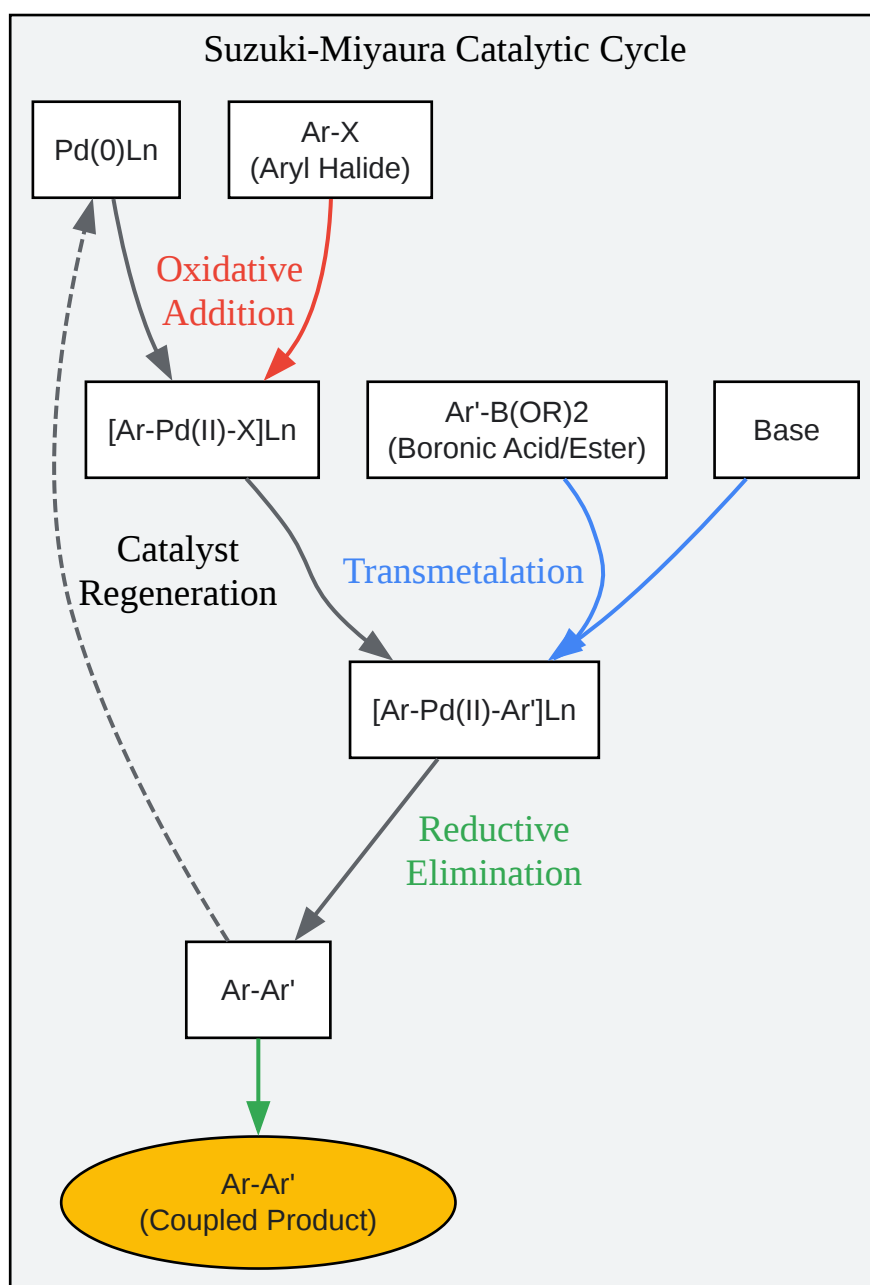 Suzuki-Miyaura Catalytic Cycle
Pd(0)Ln
Ar-X
(Aryl Halide)
Oxidative
Addition
[Ar-Pd(II)-X]Ln
Ar'-B(OR)2
(Boronic Acid/Ester)
Base
Catalyst
Regeneration
Transmetalation
[Ar-Pd(II)-Ar']Ln
Reductive
Elimination
Ar-Ar'
Ar-Ar'
(Coupled Product)